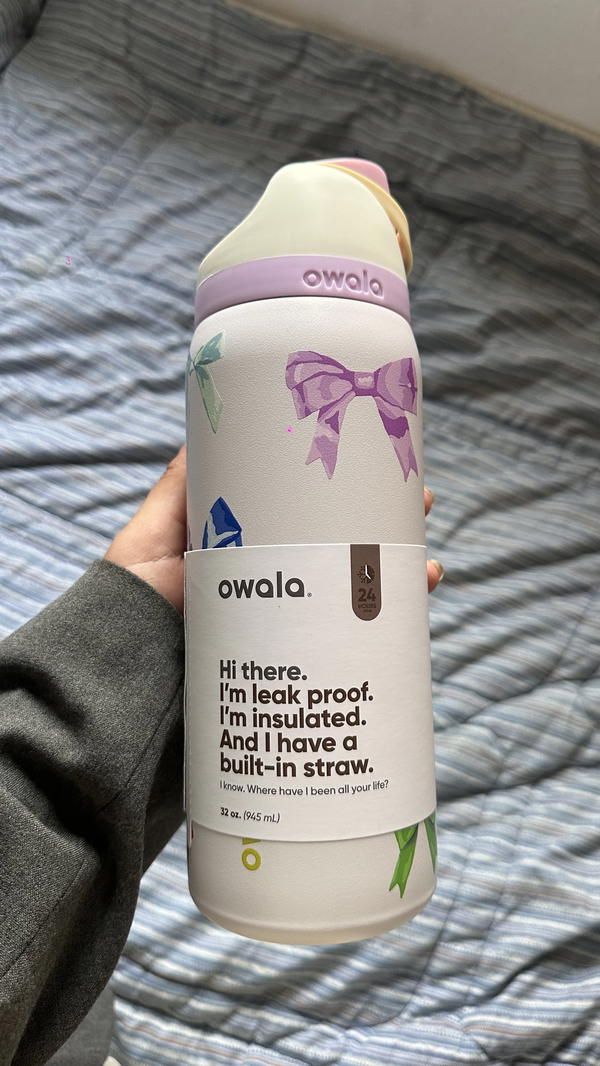 owala
owala®
24
HOURS
Hi there.
I'm leak proof.
I'm insulated.
And I have a
built-in straw.
I know. Where have I been all your life?
32 oz. (945 mL)